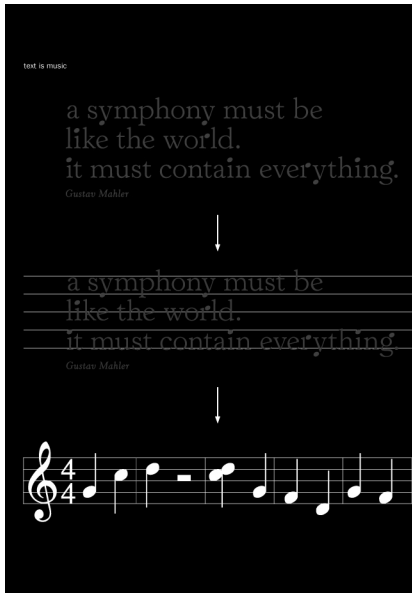 text is music
a symphony must be
like the world.
it must contain everything.
Gustav Mahler
a symphony must be
like the world.
it must contain everything.
Gustav Mahler
4
4